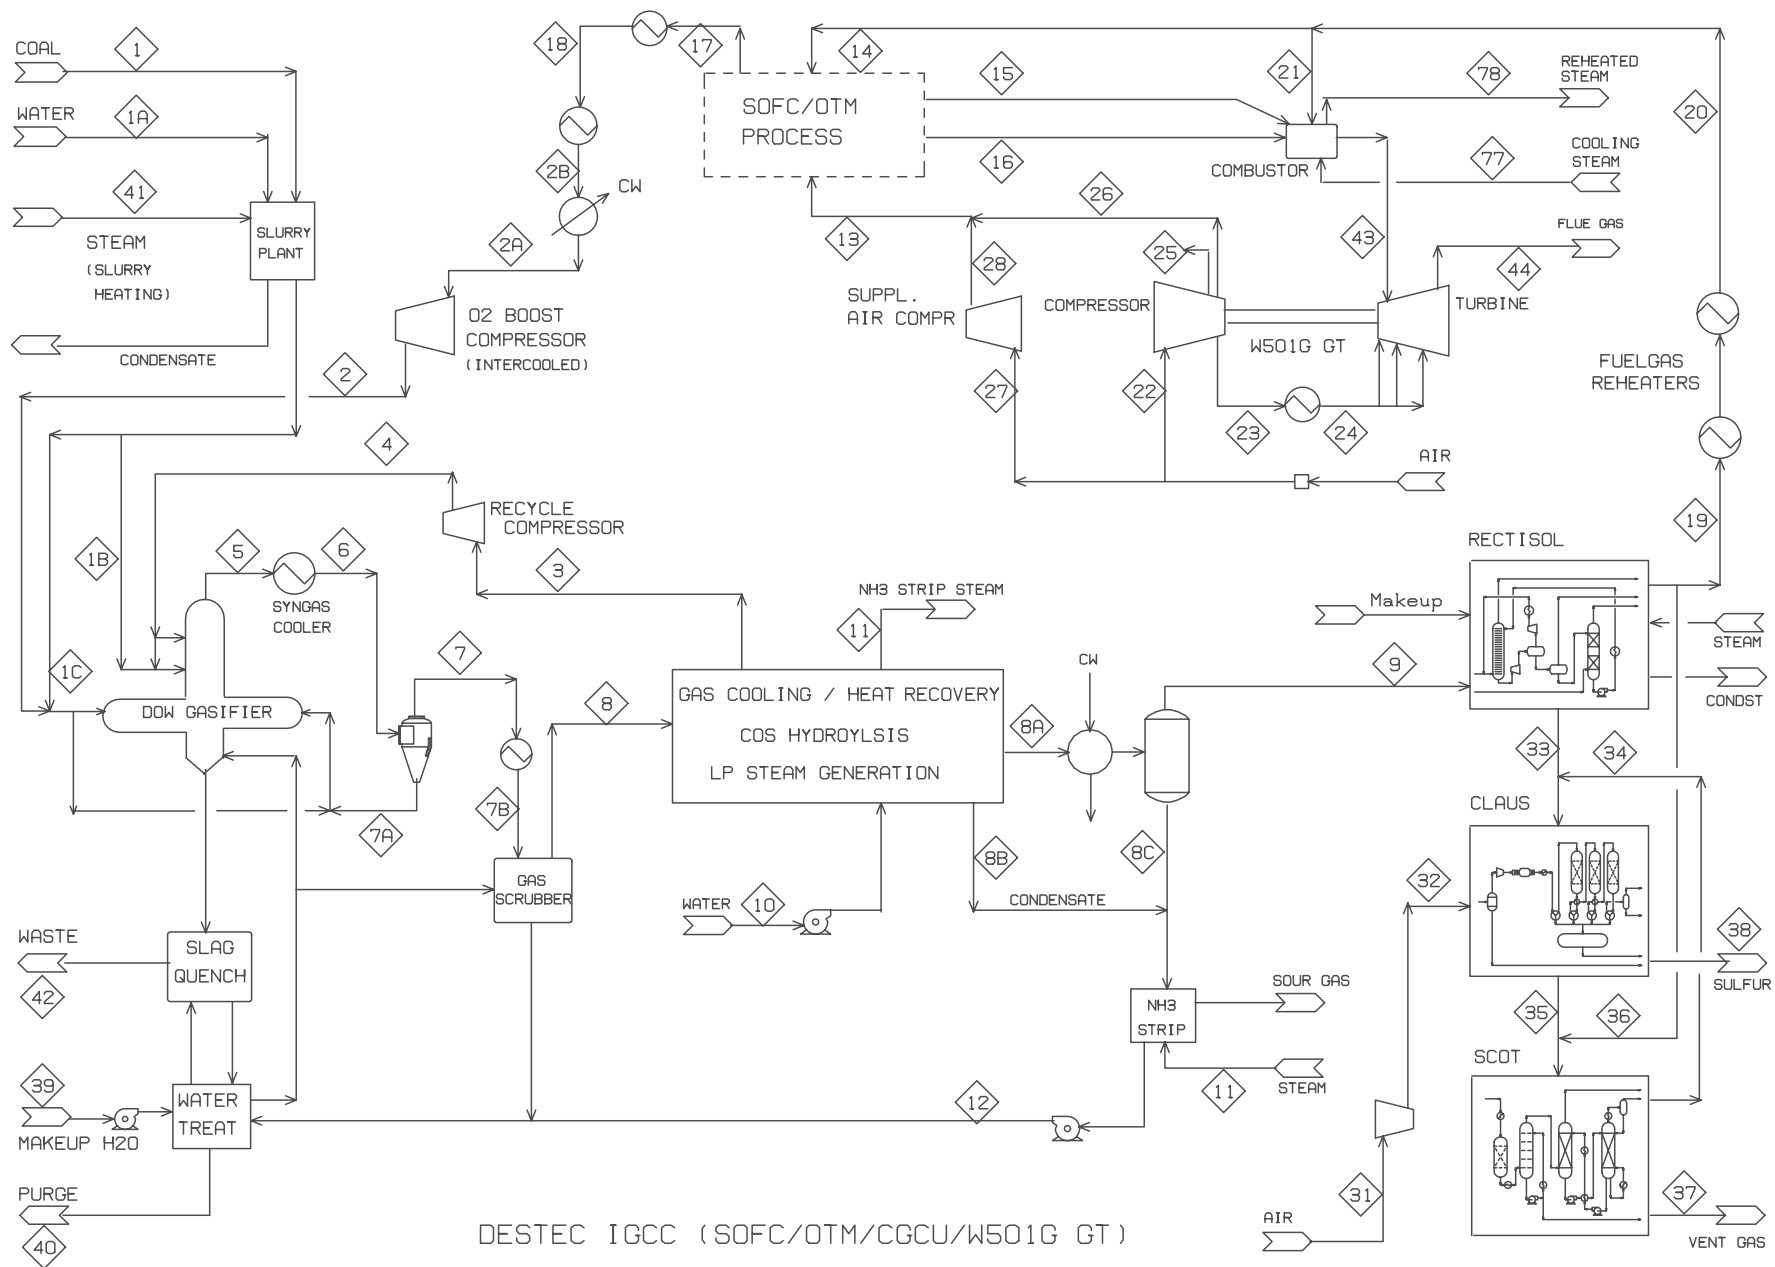 COAL
1
WATER
1A
41
STEAM
(SLURRY
HEATING)
SLURRY
PLANT
CONDENSATE
2
18
17
2B
CW
2A
O2 BOOST
COMPRESSOR
(INTERCOOLED)
SOFC/OTM
PROCESS
14
15
16
21
78
REHEATED
STEAM
20
COOLING
STEAM
77
COMBUSTOR
26
13
28
25
43
FLUE GAS
44
SUPPL.
AIR COMPR
COMPRESSOR
TURBINE
W501G GT
27
22
23
24
AIR
FUELGAS
REHEATERS
19
4
RECYCLE
COMPRESSOR
3
1B
5
6
SYNGAS
COOLER
1C
DOW GASIFIER
7
7A
7B
8
GAS
SCRUBBER
NH3 STRIP STEAM
11
GAS COOLING / HEAT RECOVERY
COS HYDROYLSIS
LP STEAM GENERATION
8A
CW
8B
8C
CONDENSATE
WATER
10
9
RECTISOL
Makeup
STEAM
CONDST
33
34
CLAUS
32
38
SULFUR
35
36
SCOT
37
VENT GAS
WASTE
42
SLAG
QUENCH
39
MAKEUP H2O
WATER
TREAT
PURGE
40
12
NH3
STRIP
SOUR GAS
STEAM
11
31
AIR
DESTEC IGCC (SOFC/OTM/CGCU/W501G GT)